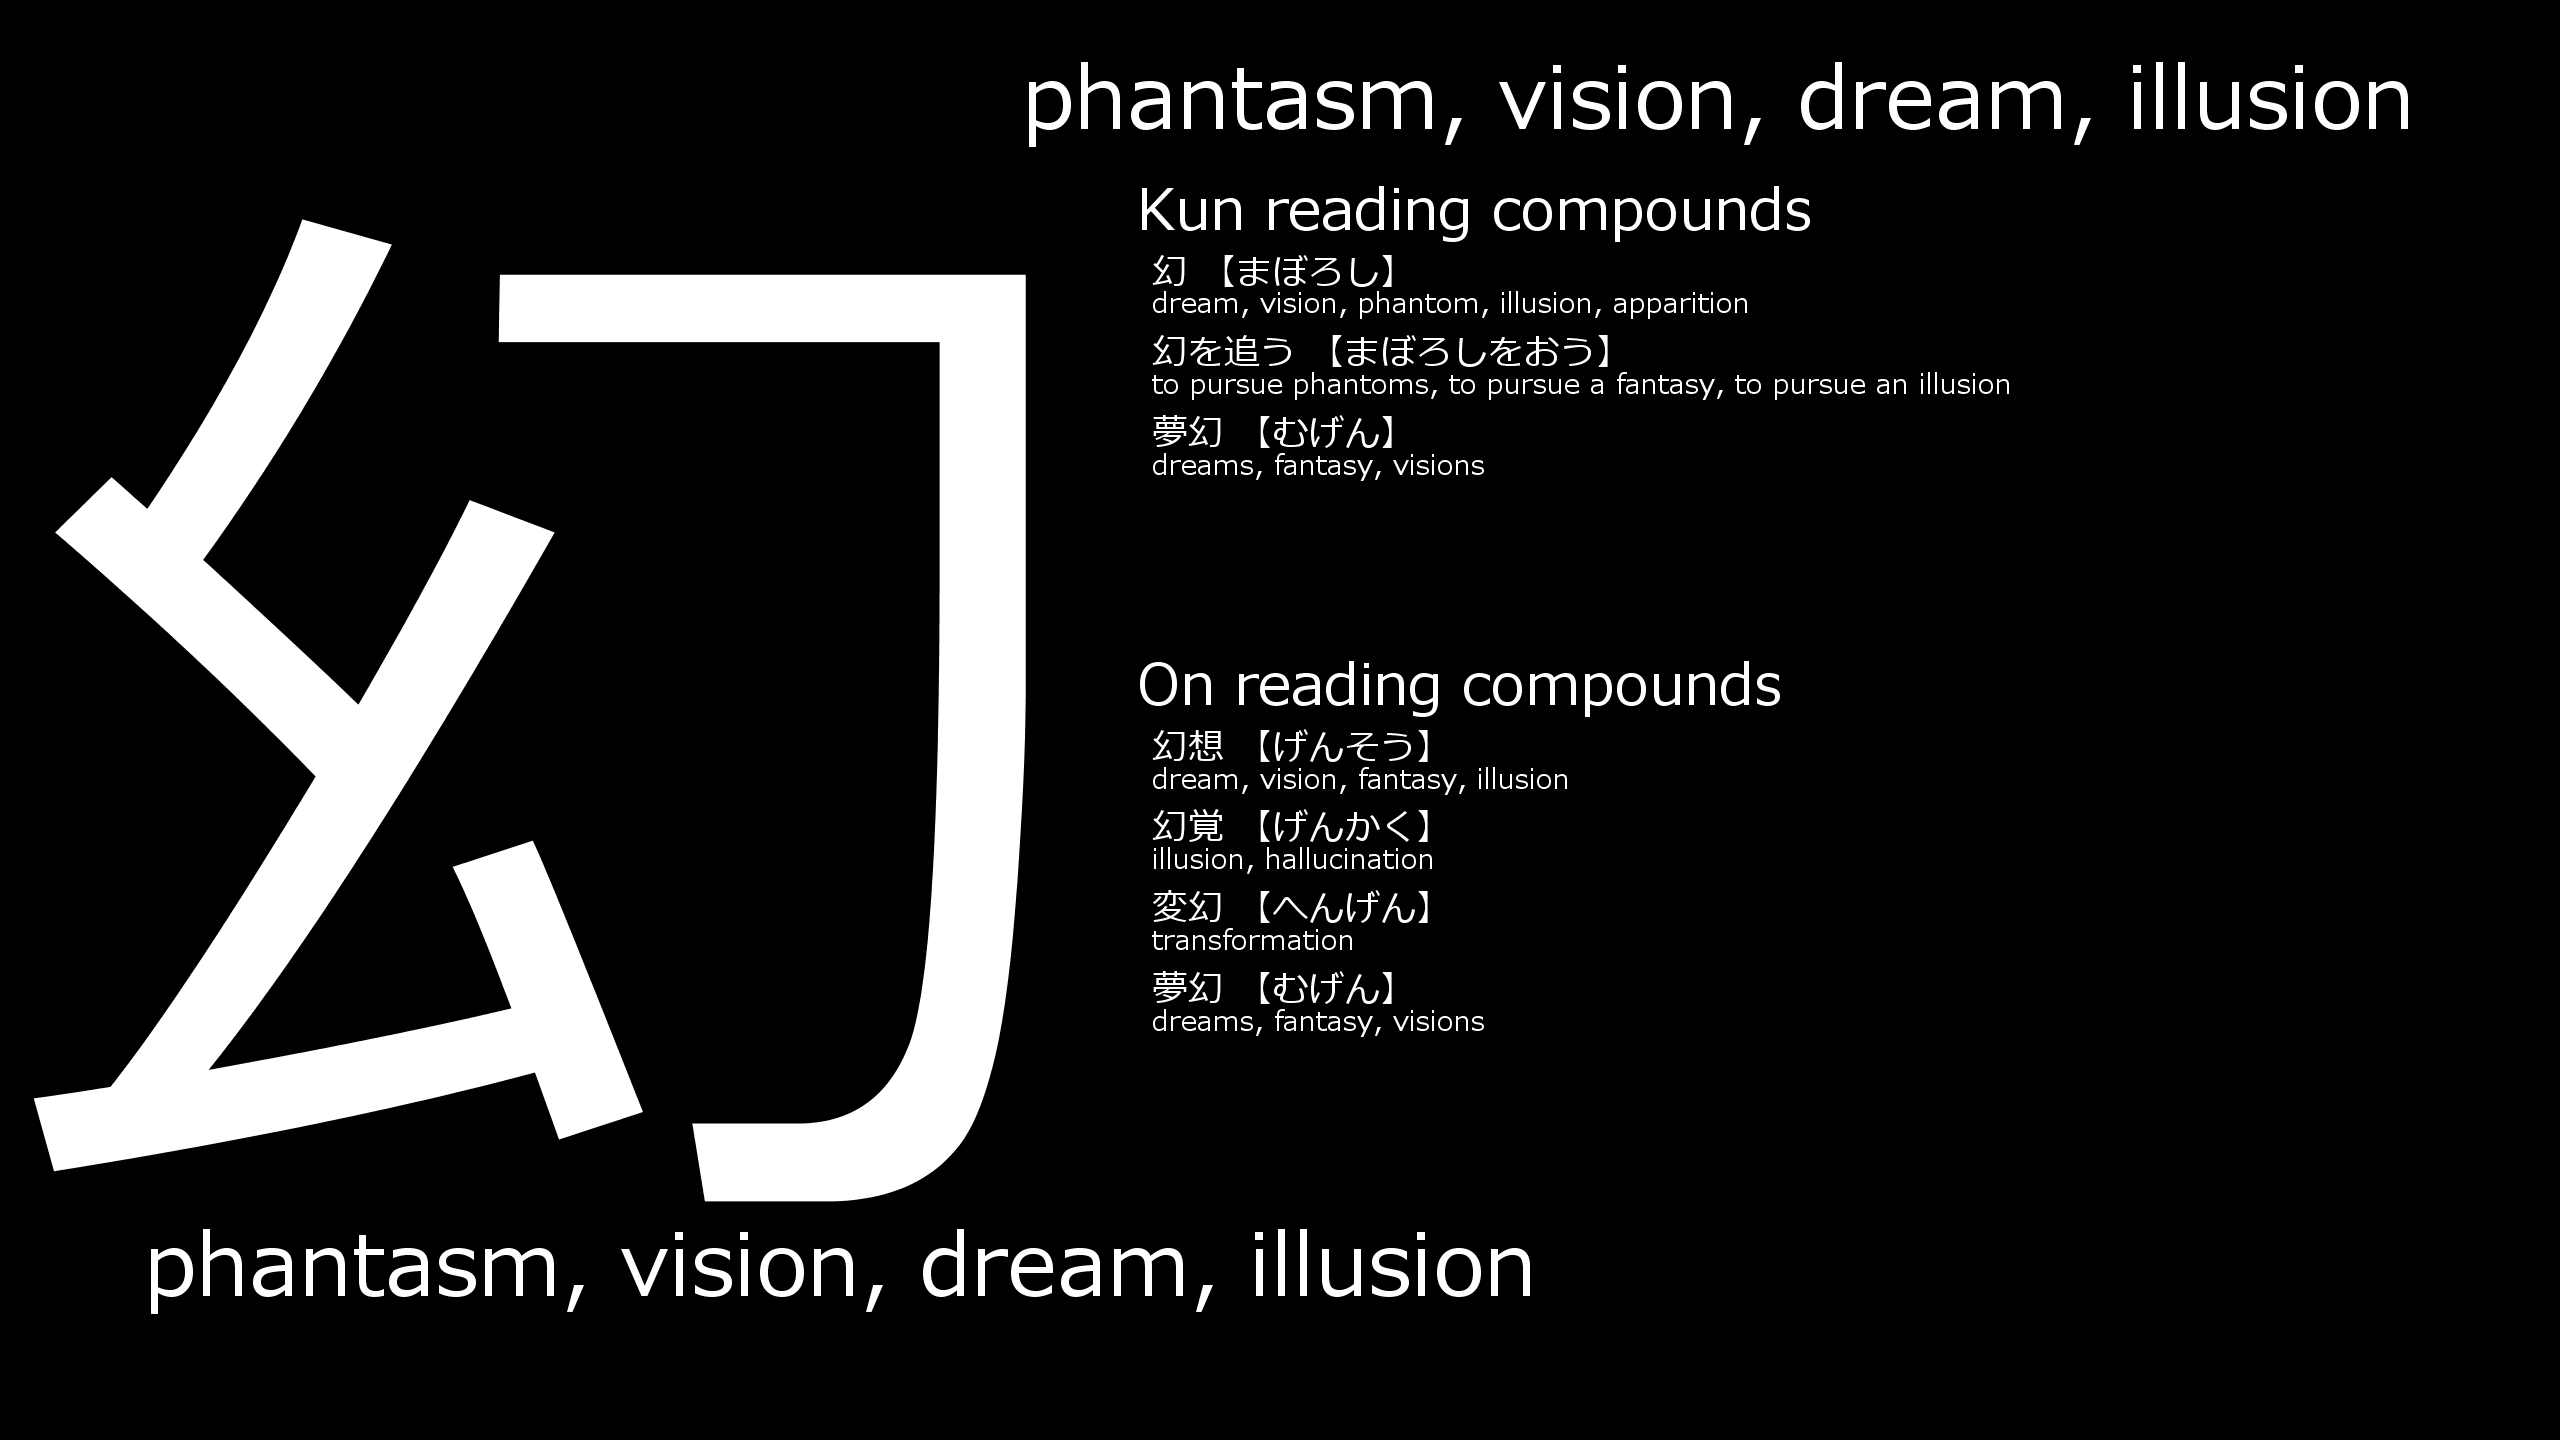 phantasm, vision, dream, illusion
幻
Kun reading compounds
幻 【まぼろし】
dream, vision, phantom, illusion, apparition
幻を追う 【まぼろしをおう】
to pursue phantoms, to pursue a fantasy, to pursue an illusion
夢幻 【むげん】
dreams, fantasy, visions
On reading compounds
幻想 【げんそう】
dream, vision, fantasy, illusion
幻覚 【げんかく】
illusion, hallucination
変幻 【へんげん】
transformation
夢幻 【むげん】
dreams, fantasy, visions
phantasm, vision, dream, illusion